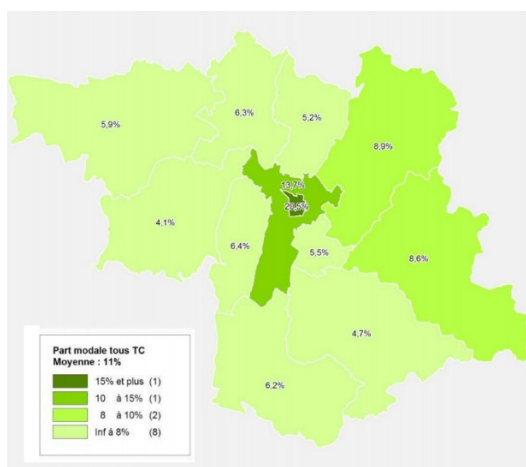 6,3%
5,2%
5,9%
8,9%
13,7%
4,1%
6,4%
5,5%
8,6%
4,7%
6,2%
Part modale tous TC
Moyenne : 11%
15% et plus (1)
10 à 15% (1)
8 à 10% (2)
Inf à 8% (8)